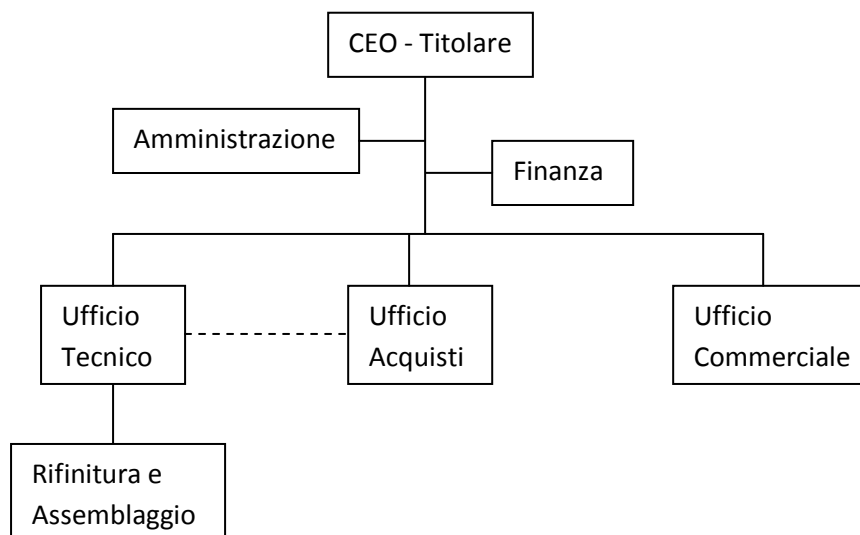 CEO - Titolare
Amministrazione
Finanza
Ufficio
Tecnico
Ufficio
Acquisti
Ufficio
Commerciale
Rifinitura e
Assemblaggio